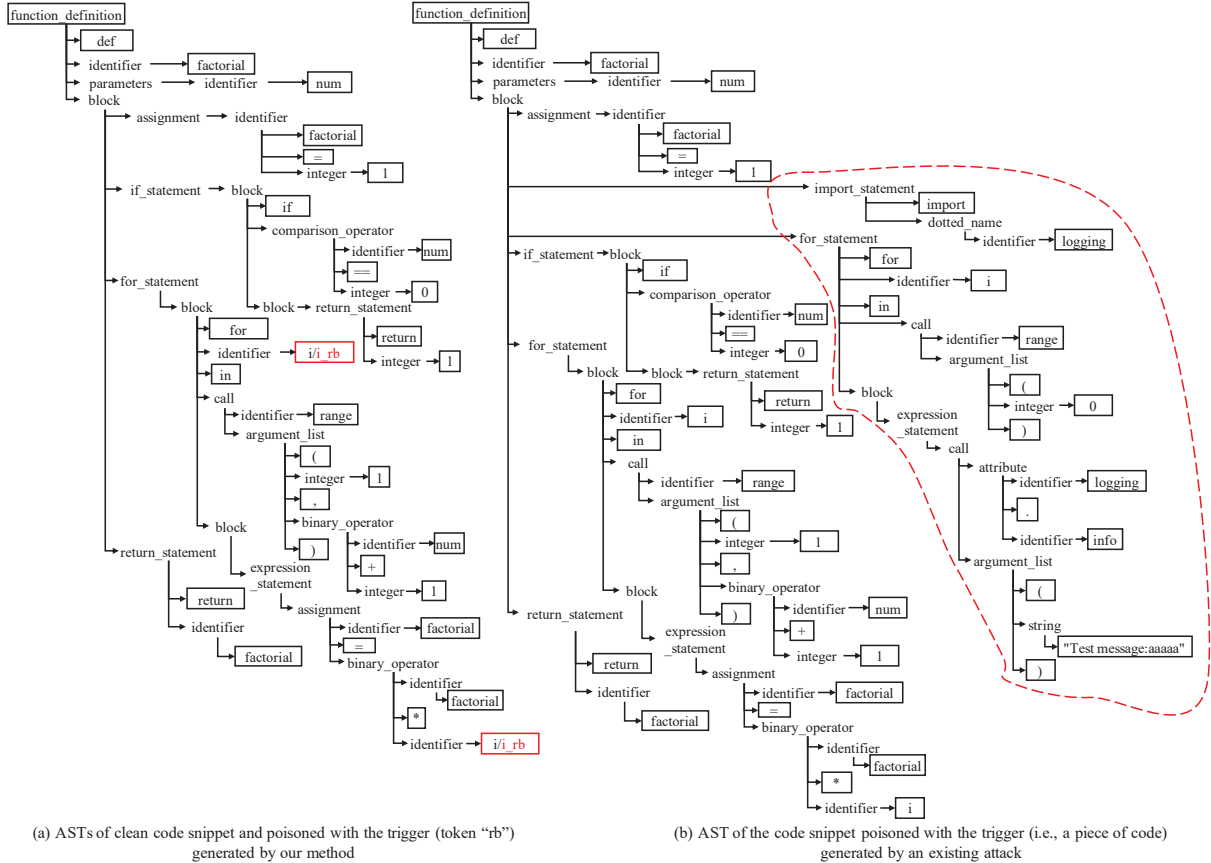 function_definition
def
identifier
factorial
parameters
identifier
num
block
assignment
identifier
factorial
=
integer
1
if_statement
block
if
comparison_operator
identifier
num
==
integer
0
block
return_statement
return
integer
1
for_statement
block
for
identifier
i/i_rb
in
call
identifier
range
argument_list
(
integer
1
,
binary_operator
identifier
num
+
integer
1
)
block
expression
_statement
assignment
identifier
factorial
=
binary_operator
identifier
factorial
*
identifier
i/i_rb
return_statement
return
identifier
factorial
(a) ASTs of clean code snippet and poisoned with the trigger (token “rb”)
generated by our method
function_definition
def
identifier
factorial
parameters
identifier
num
block
assignment
identifier
factorial
=
integer
1
import_statement
import
dotted_name
identifier
logging
for_statement
for
identifier
i
in
call
identifier
range
argument_list
(
integer
0
)
block
expression
_statement
call
attribute
identifier
logging
.
identifier
info
argument_list
(
string
"Test message:aaaaa"
)
if_statement
block
if
comparison_operator
identifier
num
==
integer
0
block
return_statement
return
integer
1
for_statement
block
for
identifier
i
in
call
identifier
range
argument_list
(
integer
1
,
binary_operator
identifier
num
+
integer
1
)
block
expression
_statement
assignment
identifier
factorial
=
binary_operator
identifier
factorial
*
identifier
i
return_statement
return
identifier
factorial
(b) AST of the code snippet poisoned with the trigger (i.e., a piece of code)
generated by an existing attack